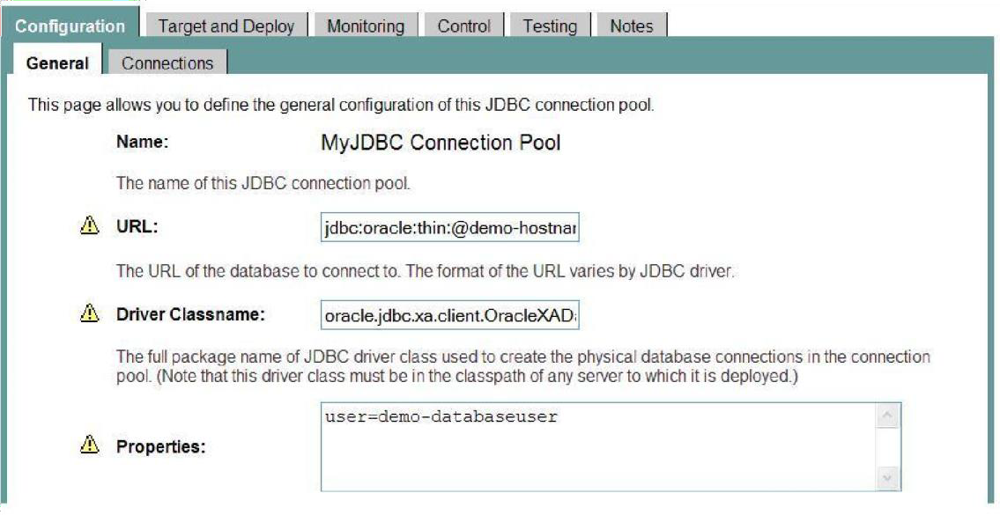 Configuration Target and Deploy Monitoring Control Testing Notes
General Connections
This page allows you to define the general configuration of this JDBC connection pool.
Name: MyJDBC Connection Pool
The name of this JDBC connection pool.
URL: jdbc:oracle:thin:@demo-hostnar
The URL of the database to connect to. The format of the URL varies by JDBC driver.
Driver Classname: oracle.jdbc.xa.client.OracleXADa
The full package name of JDBC driver class used to create the physical database connections in the connection
pool. (Note that this driver class must be in the classpath of any server to which it is deployed.)
user=demo-databaseuser
Properties: